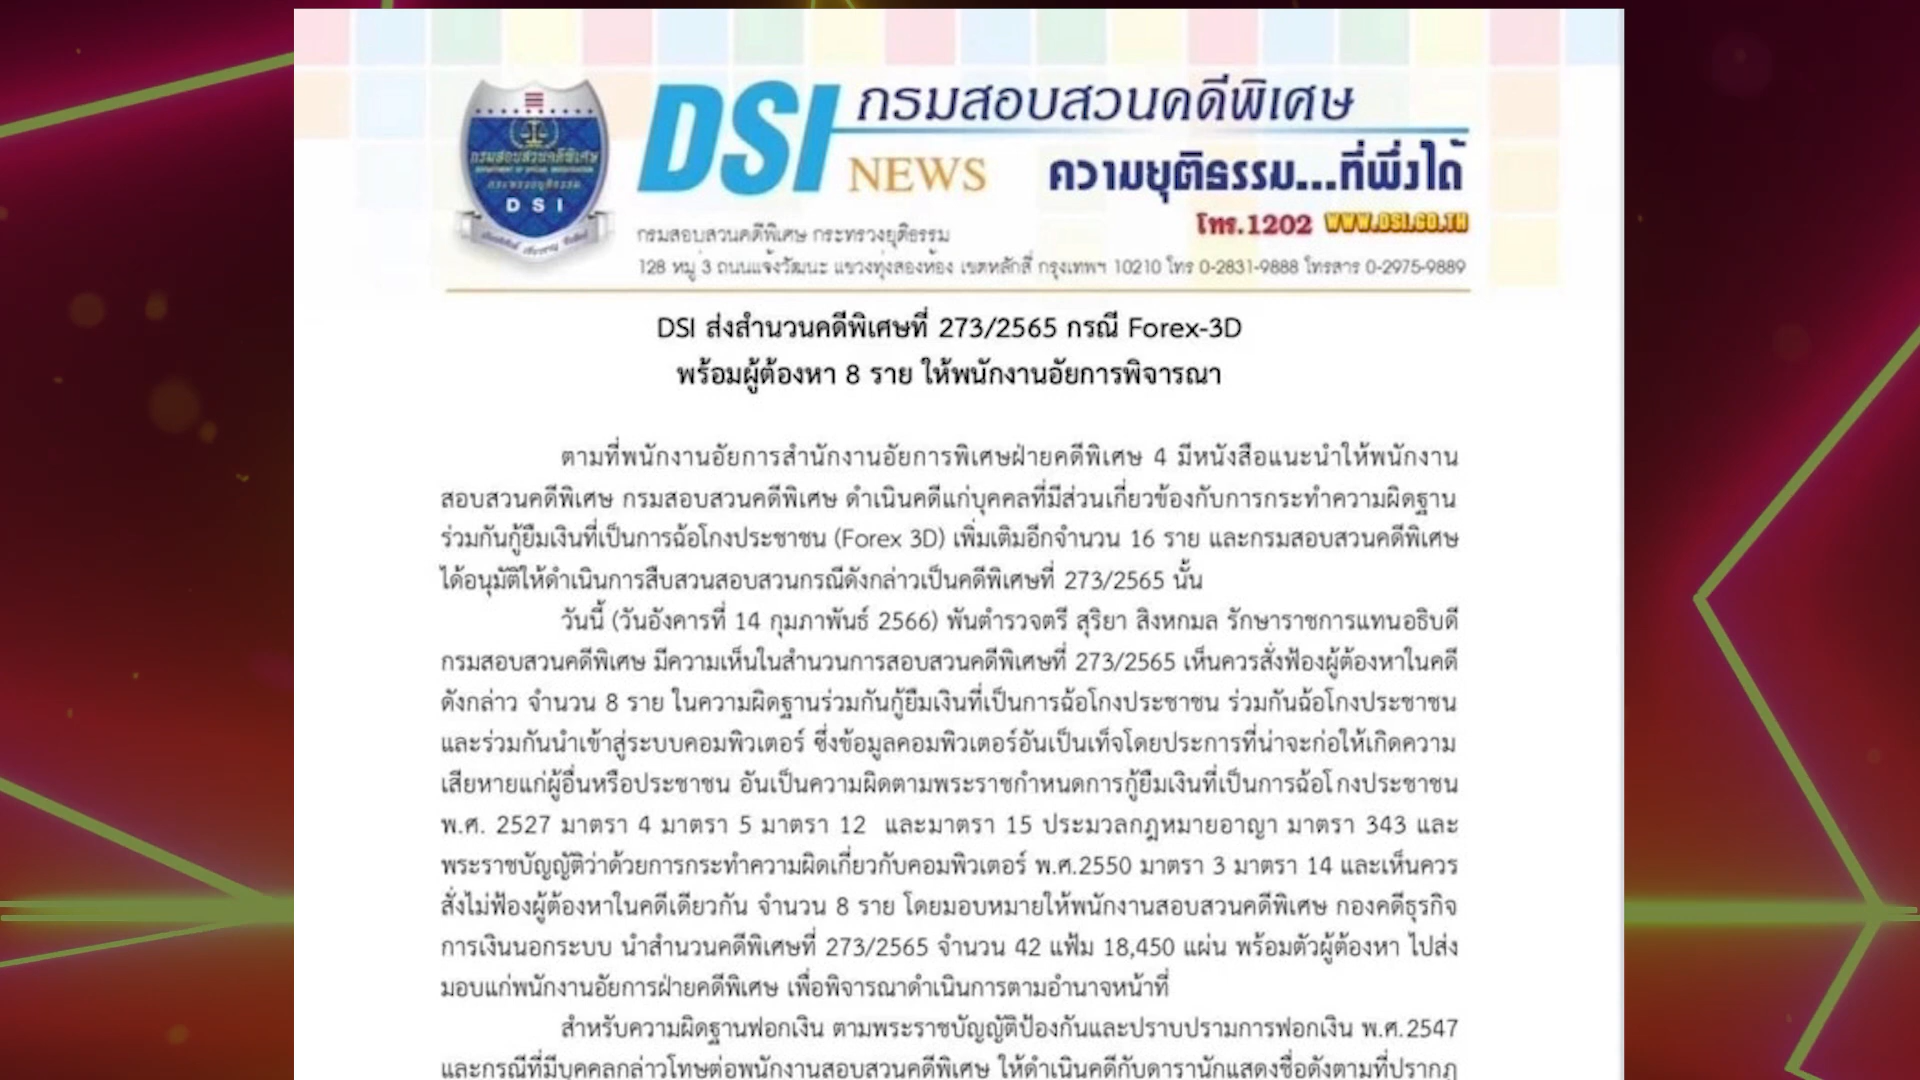 DSI กรมสอบสวนคดีพิเศษ
NEWS ความยุติธรรม...ที่พึ่งได้
โทร.1202 WWW.DSI.GO.TH
กรมสอบสวนคดีพิเศษ
กระทรวงยุติธรรม
DSI
กรมสอบสวนคดีพิเศษ กระทรวงยุติธรรม
128 หมู่ 3 ถนนแจ้งวัฒนะ แขวงทุ่งสองห้อง เขตหลักสี่ กรุงเทพฯ 10210 โทร 0-2831-9888 โทรสาร 0-2975-9889
DSI ส่งสำนวนคดีพิเศษที่ 273/2565 กรณี Forex-3D
พร้อมผู้ต้องหา 8 ราย ให้พนักงานอัยการพิจารณา
ตามที่พนักงานอัยการสำนักงานอัยการพิเศษฝ่ายคดีพิเศษ 4 มีหนังสือแนะนำให้พนักงาน
สอบสวนคดีพิเศษ กรมสอบสวนคดีพิเศษ ดำเนินคดีแก่บุคคลที่มีส่วนเกี่ยวข้องกับการกระทำความผิดฐาน
ร่วมกันกู้ยืมเงินที่เป็นการฉ้อโกงประชาชน (Forex 3D) เพิ่มเติมอีกจำนวน 16 ราย และกรมสอบสวนคดีพิเศษ
ได้อนุมัติให้ดำเนินการสืบสวนสอบสวนกรณีดังกล่าวเป็นคดีพิเศษที่ 273/2565 นั้น
วันนี้ (วันอังคารที่ 14 กุมภาพันธ์ 2566) พันตำรวจตรี สุริยา สิงหกมล รักษาราชการแทนอธิบดี
กรมสอบสวนคดีพิเศษ มีความเห็นในสำนวนการสอบสวนคดีพิเศษที่ 273/2565 เห็นควรสั่งฟ้องผู้ต้องหาในคดี
ดังกล่าว จำนวน 8 ราย ในความผิดฐานร่วมกันกู้ยืมเงินที่เป็นการฉ้อโกงประชาชน ร่วมกันฉ้อโกงประชาชน
และร่วมกันนำเข้าสู่ระบบคอมพิวเตอร์ ซึ่งข้อมูลคอมพิวเตอร์อันเป็นเท็จโดยประการที่น่าจะก่อให้เกิดความ
เสียหายแก่ผู้อื่นหรือประชาชน อันเป็นความผิดตามพระราชกำหนดการกู้ยืมเงินที่เป็นการฉ้อโกงประชาชน
พ.ศ. 2527 มาตรา 4 มาตรา 5 มาตรา 12 และมาตรา 15 ประมวลกฎหมายอาญา มาตรา 343 และ
พระราชบัญญัติว่าด้วยการกระทำความผิดเกี่ยวกับคอมพิวเตอร์ พ.ศ.2550 มาตรา 3 มาตรา 14 และเห็นควร
สั่งไม่ฟ้องผู้ต้องหาในคดีเดียวกัน จำนวน 8 ราย โดยมอบหมายให้พนักงานสอบสวนคดีพิเศษ กองคดีธุรกิจ
การเงินนอกระบบ นำสำนวนคดีพิเศษที่ 273/2565 จำนวน 42 แฟ้ม 18,450 แผ่น พร้อมตัวผู้ต้องหา ไปส่ง
มอบแก่พนักงานอัยการฝ่ายคดีพิเศษ เพื่อพิจารณาดำเนินการตามอำนาจหน้าที่
สำหรับความผิดฐานฟอกเงิน ตามพระราชบัญญัติป้องกันและปราบปรามการฟอกเงิน พ.ศ.2547
และกรณีที่มีบุคคลกล่าวโทษต่อพนักงานสอบสวนคดีพิเศษ ให้ดำเนินคดีกับดารานักแสดงชื่อดังตามที่ปรากฏ